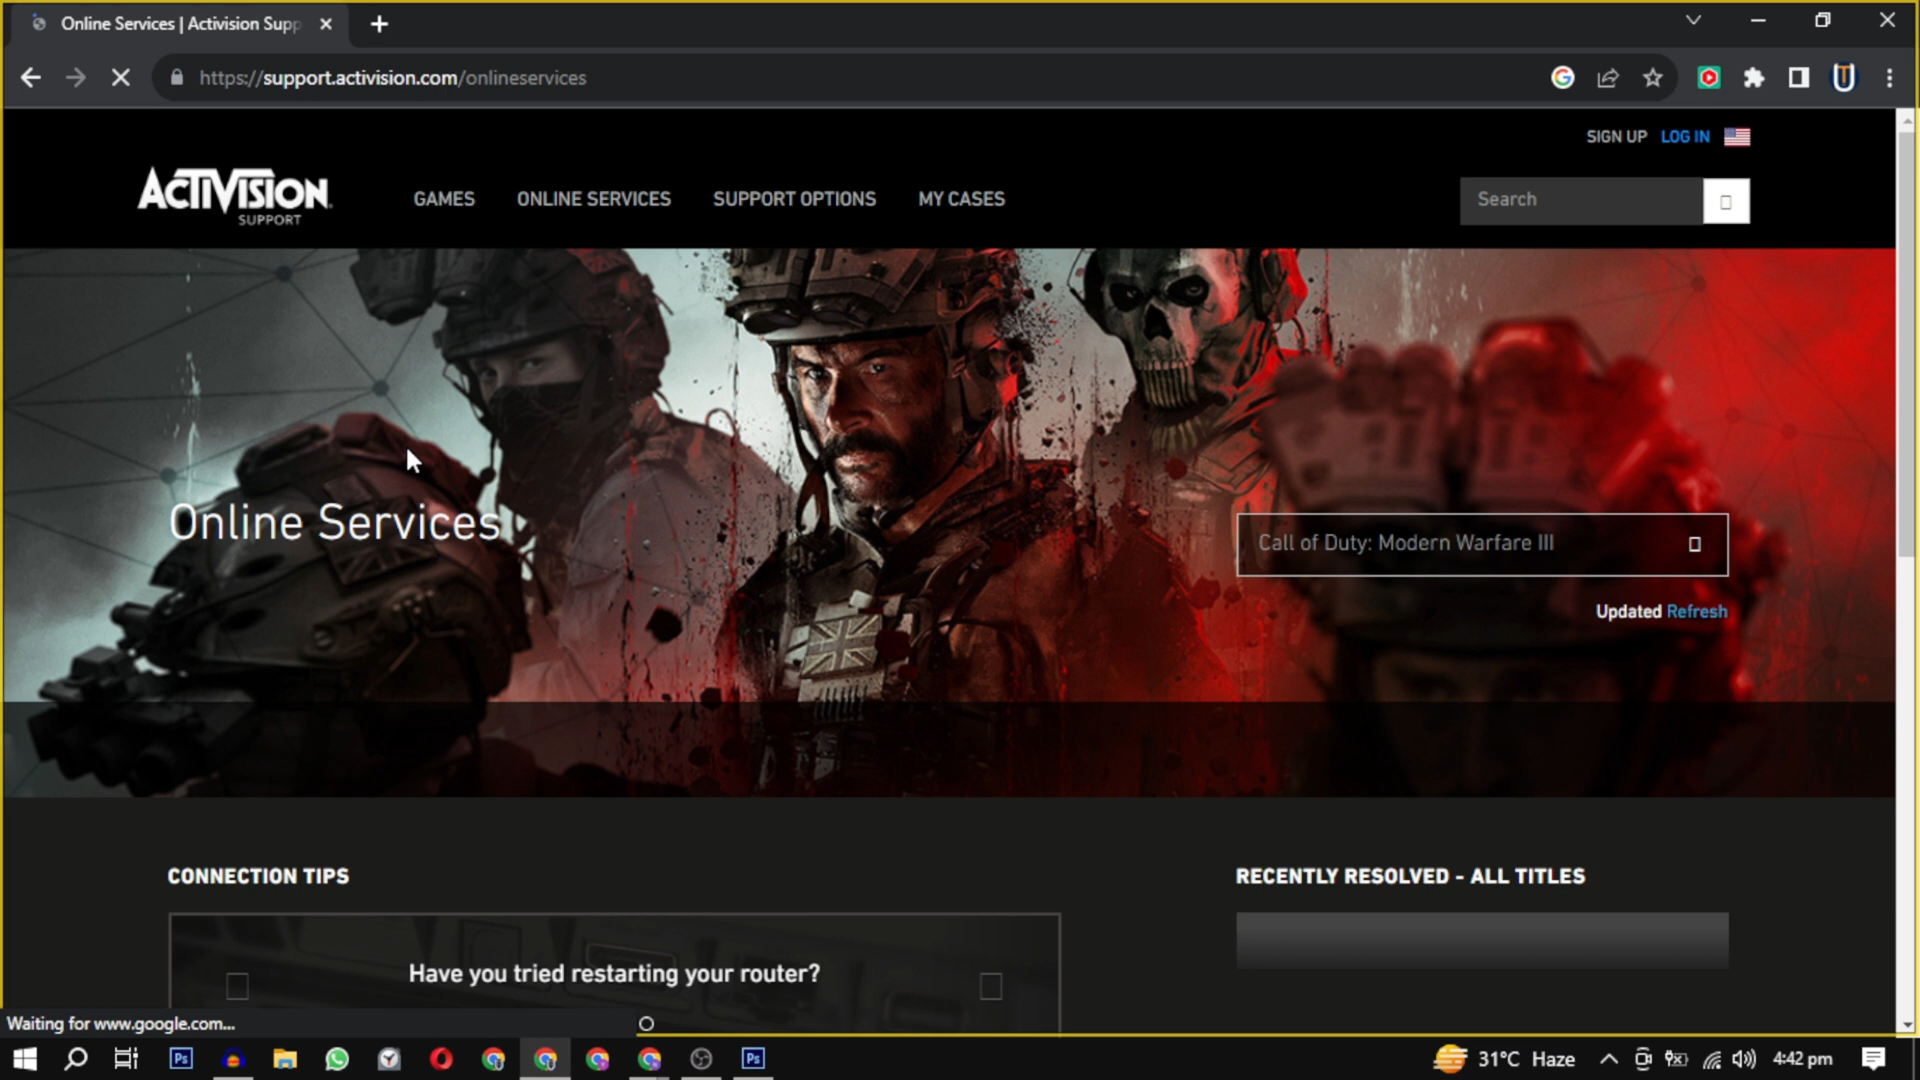 Online Services | Activision Supp
https://support.activision.com/onlineservices
SIGN UP LOG IN
ACTIVISION
SUPPORT
GAMES ONLINE SERVICES SUPPORT OPTIONS MY CASES
Search
Online Services
Call of Duty: Modern Warfare III
Updated Refresh
CONNECTION TIPS
RECENTLY RESOLVED - ALL TITLES
Have you tried restarting your router?
Waiting for www.google.com...
Ps
Ps
31°C Haze
4:42 pm